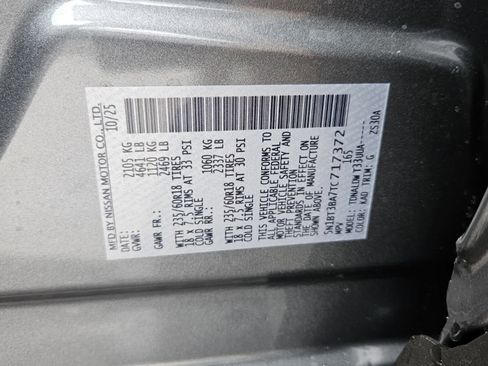 MFD BY NISSAN MOTOR CO., LTD.
DATE: 10/25
GVWR: 2105 KG
4641 LB
GAWR FR: 1120 KG
2469 LB
WITH 235/60R18 TIRES
18 x 7.5 RIMS AT 33 PSI
COLD SINGLE
GAWR RR: 1060 KG
2337 LB
WITH 235/60R18 TIRES
18 x 7.5 RIMS AT 30 PSI
COLD SINGLE
THIS VEHICLE CONFORMS TO
ALL APPLICABLE FEDERAL
MOTOR VEHICLE SAFETY AND
THEFT PREVENTION
STANDARDS IN EFFECT ON
THE DATE OF MANUFACTURE
SHOWN ABOVE.
5N1BT3BA7TC717372
MPV 165
MODEL:
COLOR: KAD TRIM: G ZS30A